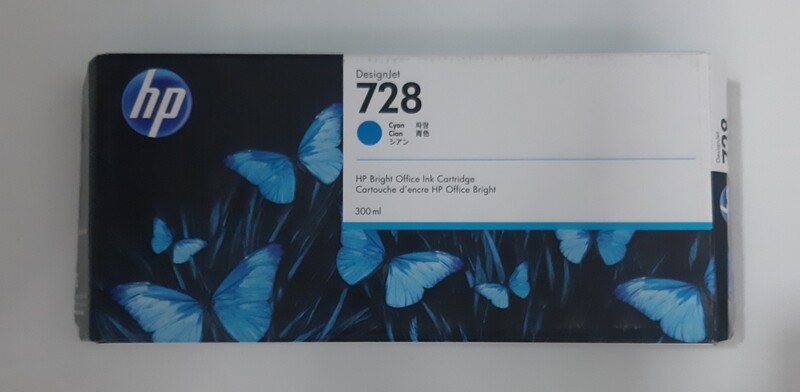 hp
DesignJet
728
Cyan 파랑
Cian 青色
シアン
HP Bright Office Ink Cartridge
Cartouche d'encre HP Office Bright
300 ml
DesignJet
728